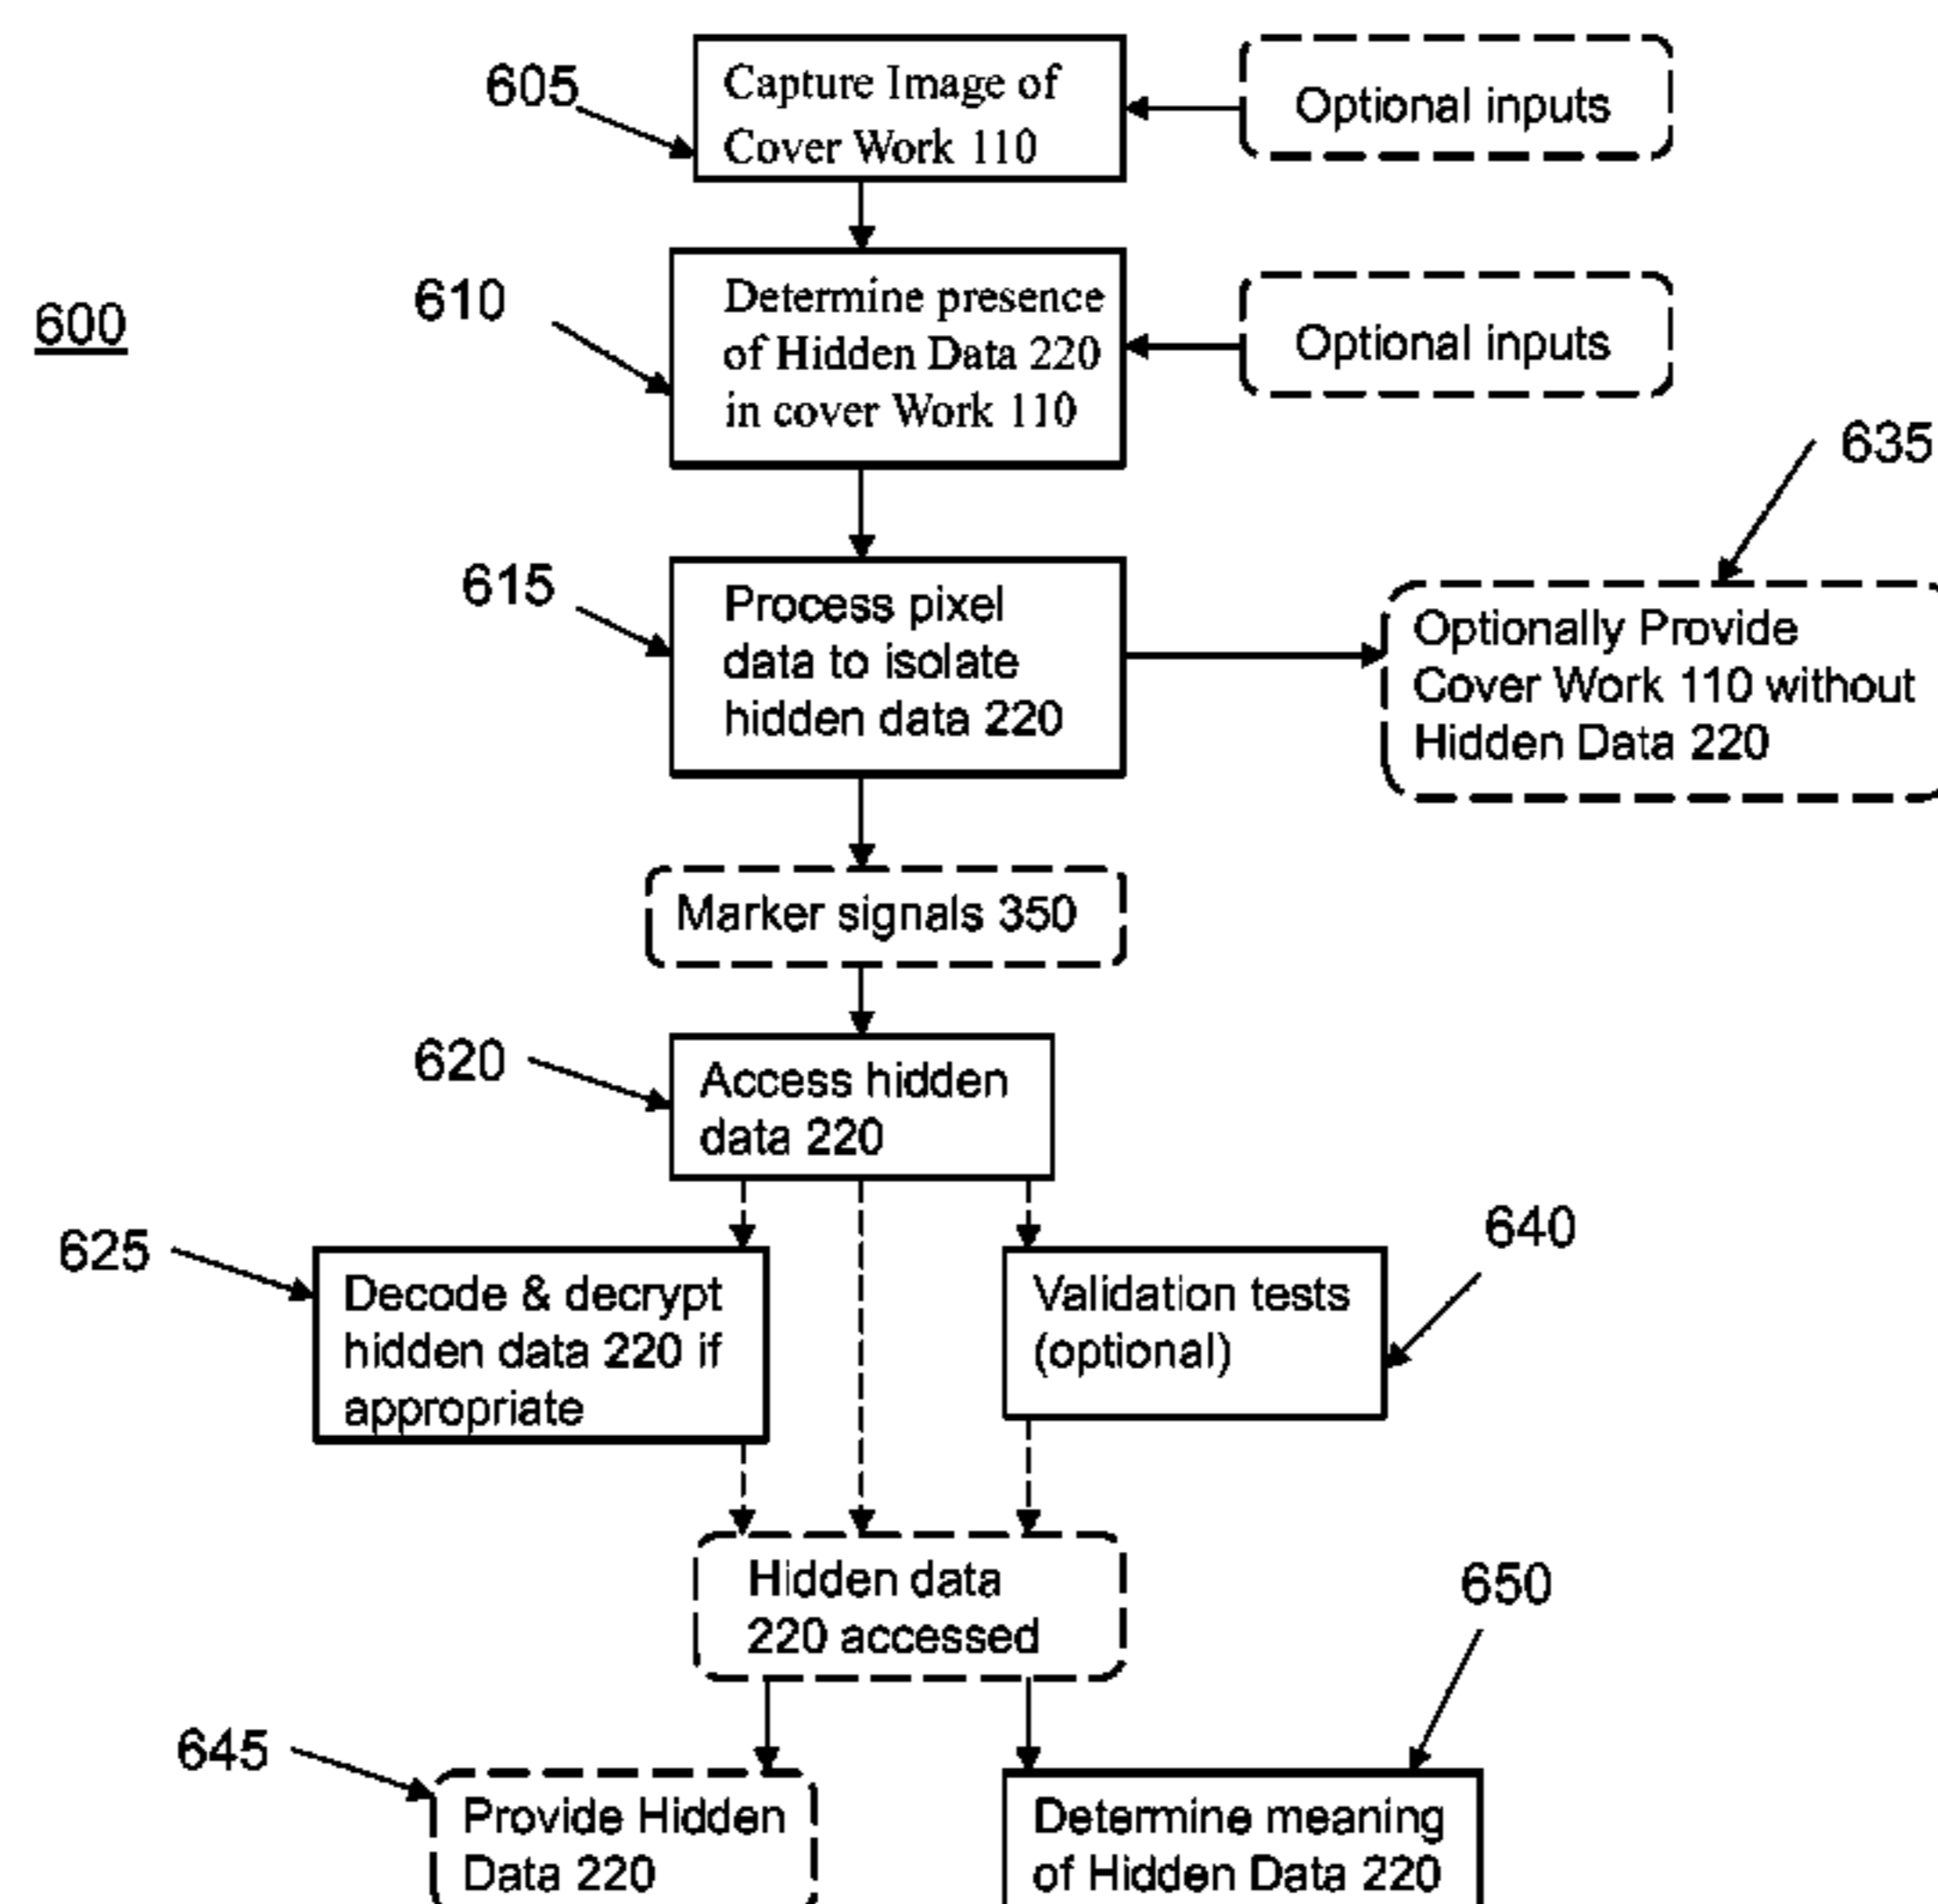 605
Capture Image of
Cover Work 110
Optional inputs
600
610
Determine presence
of Hidden Data 220
in cover Work 110
Optional inputs
635
615
Process pixel
data to isolate
hidden data 220
Optionally Provide
Cover Work 110 without
Hidden Data 220
Marker signals 350
620
Access hidden
data 220
625
Decode & decrypt
hidden data 220 if
appropriate
640
Validation tests
(optional)
Hidden data
220 accessed
650
645
Provide Hidden
Data 220
Determine meaning
of Hidden Data 220